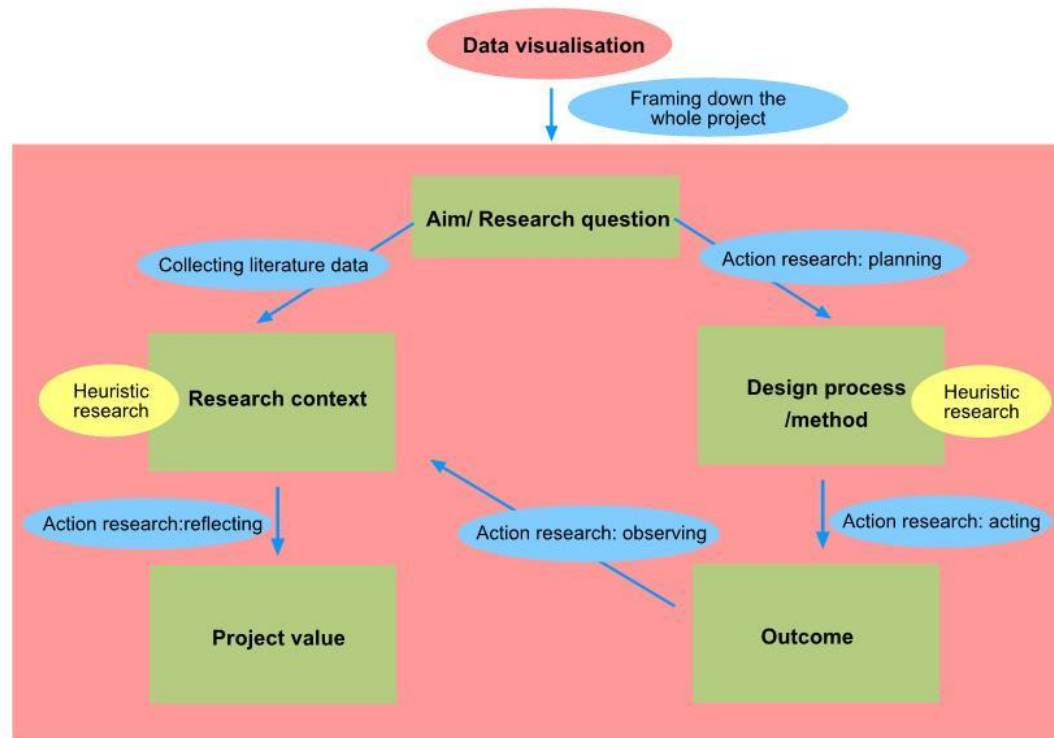 Data visualisation
Framing down the
whole project
Aim/ Research question
Collecting literature data
Action research: planning
Heuristic
research
Research context
Design process
/method
Heuristic
research
Action research:reflecting
Action research: observing
Action research: acting
Project value
Outcome